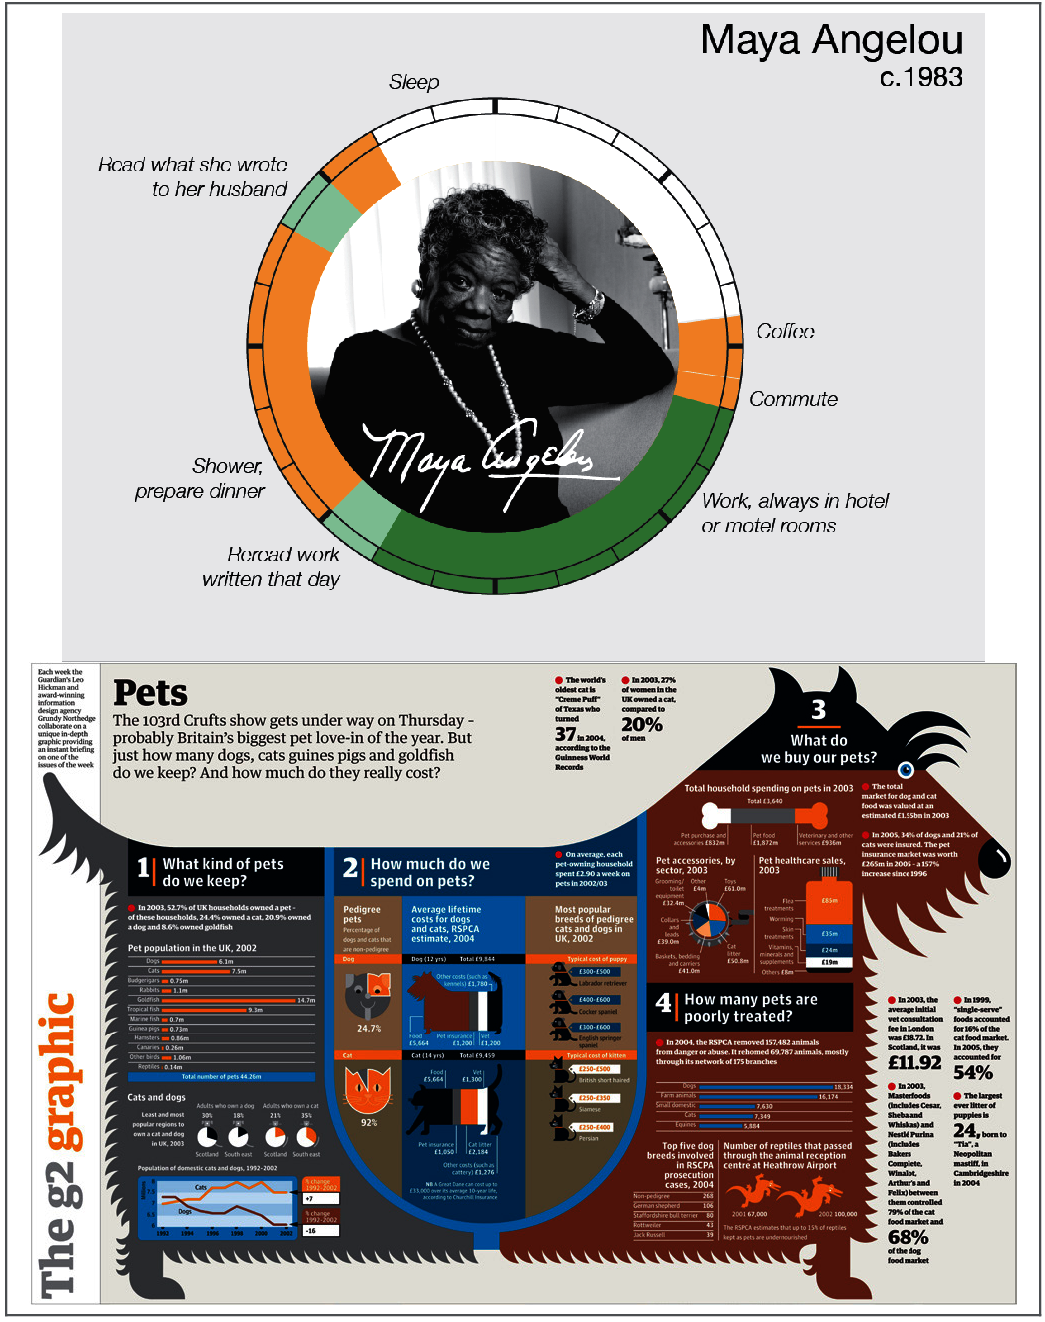 Maya Angelou
c.1983
Sleep
Read what she wrote
to her husband
Coffee
Commute
Shower,
prepare dinner
Work, always in hotel
or motel rooms
Reread work
written that day
Maya Angelou
Each week the
Guardian's Leo
Hickman and
award-winning
information
design agency
Grundy Northedge
collaborate on a
unique in-depth
graphic providing
an instant briefing
on one of the
issues of the week
The g2 graphic
Pets
The 103rd Crufts show gets under way on Thursday –
probably Britain's biggest pet love-in of the year. But
just how many dogs, cats guines pigs and goldfish
do we keep? And how much do they really cost?
The world's
oldest cat is
"Creme Puff"
of Texas who
turned
37 in 2004,
according to the
Guinness World
Records
In 2003, 27%
of women in the
UK owned a cat,
compared to
20%
of men
1 What kind of pets
do we keep?
In 2003, 52.7% of UK households owned a pet –
of these households, 24.4% owned a cat, 20.9% owned
a dog and 8.6% owned goldfish
Pet population in the UK, 2002
Dogs 6.1m
Cats 7.5m
Budgerigars 0.75m
Rabbits 1.1m
Goldfish 14.7m
Tropical fish 9.3m
Marine fish 0.7m
Guinea pigs 0.73m
Hamsters 0.86m
Canaries 0.26m
Other birds 1.06m
Reptiles 0.14m
Total number of pets 44.26m
Cats and dogs
Least and most
popular regions to
own a cat and dog
in UK, 2003
Adults who own a dog
30% 18%
Scotland South east
Adults who own a cat
21% 35%
Scotland South east
Population of domestic cats and dogs, 1992-2002
Cats
Dogs
1992 1994 1996 1998 2000 2002
% change
1992-2002
+7
% change
1992-2002
-16
2 How much do we
spend on pets?
On average, each
pet-owning household
spent £2.90 a week on
pets in 2002/03
Pedigree
pets
Percentage of
dogs and cats that
are non-pedigree
Dog
24.7%
Cat
92%
Average lifetime
costs for dogs
and cats, RSPCA
estimate, 2004
Dog (12 yrs) Total £9,844
Other costs (such as
kennels) £1,780
Food
£5,664
Pet insurance
£1,200
Vet
£1,200
Cat (14 yrs) Total £9,459
Food
£5,664
Vet
£1,300
Pet insurance
£1,050
Cat litter
£2,184
Other costs (such as
cattery) £1,276
NB A Great Dane can cost up to
£33,000 over its average 10-year life,
according to Churchill Insurance
Most popular
breeds of pedigree
cats and dogs in
UK, 2002
Typical cost of puppy
£300-£500
Labrador retriever
£400-£600
Cocker spaniel
£300-£600
English springer
spaniel
Typical cost of kitten
£250-£500
British short haired
£250-£350
Siamese
£250-£400
Persian
3
What do
we buy our pets?
Total household spending on pets in 2003
Total £3,640
Pet purchase and
accessories £832m
Pet food
£1,872m
Veterinary and other
services £936m
The total
market for dog and cat
food was valued at an
estimated £1.55bn in 2003
In 2005, 34% of dogs and 21% of
cats were insured. The pet
insurance market was worth
£265m in 2005 – a 157%
increase since 1996
Pet accessories, by
sector, 2003
Grooming/
toilet
equipment
£32.4m
Other
£4m
Toys
£61.0m
Collars
and
leads
£39.0m
Baskets, bedding
and carriers
£41.0m
Cat
litter
£50.8m
Pet healthcare sales,
2003
Flea
treatments
£85m
Worming
£35m
Skin
treatments
£24m
Vitamins,
minerals and
supplements
£19m
Others £8m
4 How many pets are
poorly treated?
In 2004, the RSPCA removed 157,482 animals
from danger or abuse. It rehomed 69,787 animals, mostly
through its network of 175 branches
Dogs 18,334
Farm animals 16,174
Small domestic 7,630
Cats 7,349
Equines 5,884
Top five dog
breeds involved
in RSPCA
prosecution
cases, 2004
Non-pedigree 268
German shepherd 106
Staffordshire bull terrier 80
Rottweiler 43
Jack Russell 39
Number of reptiles that passed
through the animal reception
centre at Heathrow Airport
2001 67,000
2002 100,000
The RSPCA estimates that up to 15% of reptiles
kept as pets are undernourished
In 2003, the
average initial
vet consultation
fee in London
was £18.72. In
Scotland, it was
£11.92
In 2003,
Masterfoods
(includes Cesar,
Sheba and
Whiskas) and
Nestlé Purina
(includes
Bakers
Complete,
Winalot,
Arthur's and
Felix) between
them controlled
79% of the cat
food market and
68%
of the dog
food market
In 1999,
"single-serve"
foods accounted
for 16% of the
cat food market.
In 2005, they
accounted for
54%
The largest
ever litter of
puppies is
24, born to
"Tia", a
Neopolitan
mastiff, in
Cambridgeshire
in 2004